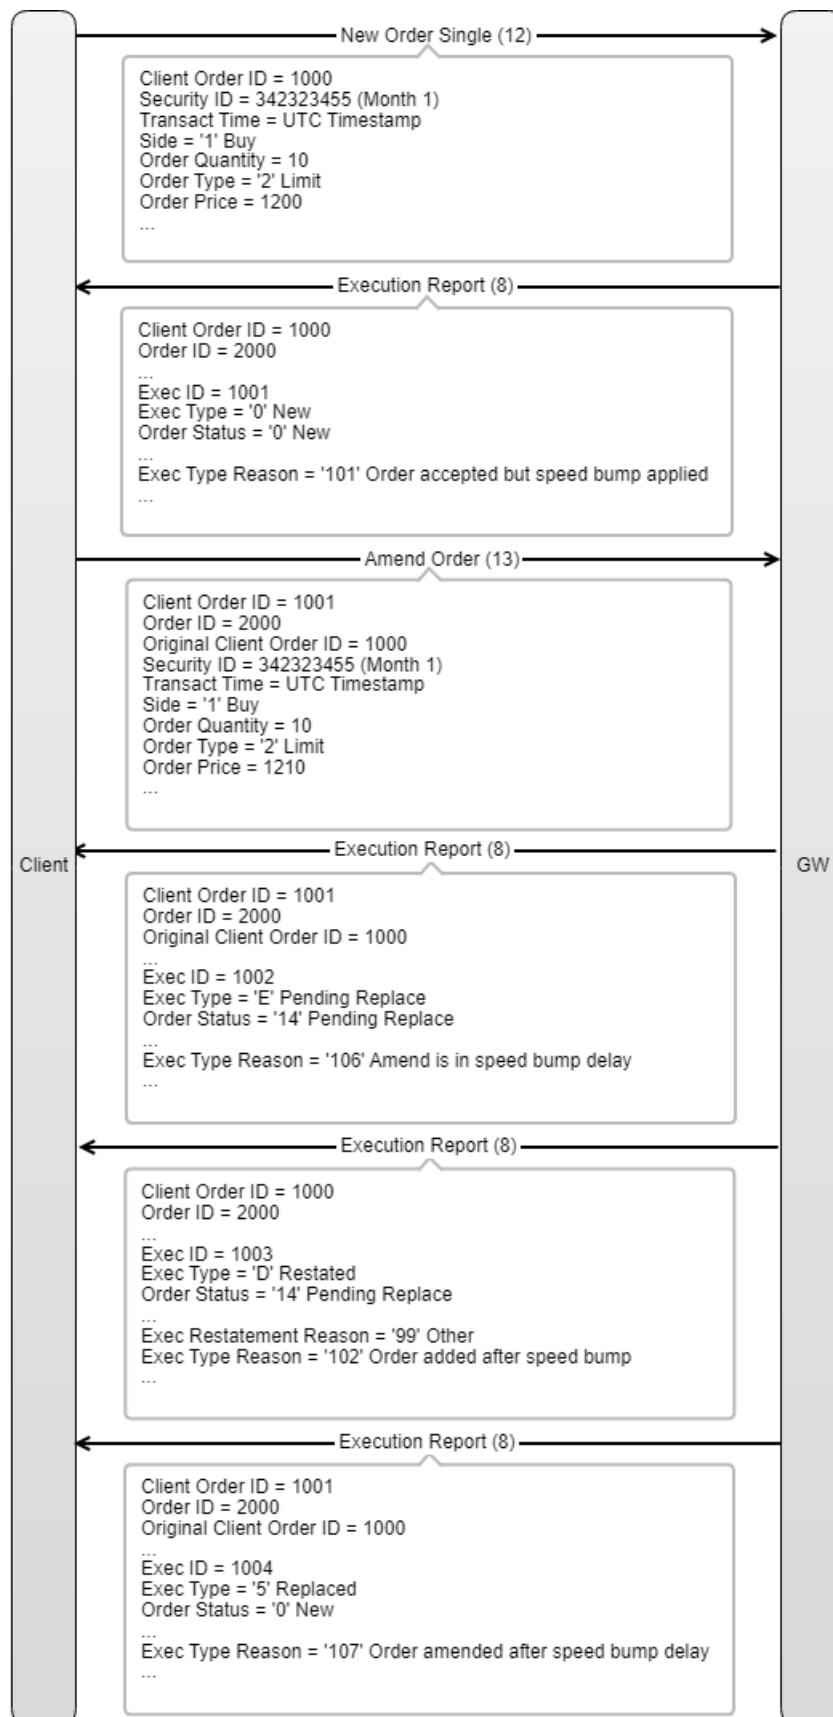 New Order Single (12)
Client Order ID = 1000
Security ID = 342323455 (Month 1)
Transact Time = UTC Timestamp
Side = '1' Buy
Order Quantity = 10
Order Type = '2' Limit
Order Price = 1200
...
Execution Report (8)
Client Order ID = 1000
Order ID = 2000
...
Exec ID = 1001
Exec Type = '0' New
Order Status = '0' New
...
Exec Type Reason = '101' Order accepted but speed bump applied
...
Amend Order (13)
Client Order ID = 1001
Order ID = 2000
Original Client Order ID = 1000
Security ID = 342323455 (Month 1)
Transact Time = UTC Timestamp
Side = '1' Buy
Order Quantity = 10
Order Type = '2' Limit
Order Price = 1210
...
Execution Report (8)
Client
GW
Client Order ID = 1001
Order ID = 2000
Original Client Order ID = 1000
...
Exec ID = 1002
Exec Type = 'E' Pending Replace
Order Status = '14' Pending Replace
...
Exec Type Reason = '106' Amend is in speed bump delay
...
Execution Report (8)
Client Order ID = 1000
Order ID = 2000
...
Exec ID = 1003
Exec Type = 'D' Restated
Order Status = '14' Pending Replace
...
Exec Restatement Reason = '99' Other
Exec Type Reason = '102' Order added after speed bump
...
Execution Report (8)
Client Order ID = 1001
Order ID = 2000
Original Client Order ID = 1000
...
Exec ID = 1004
Exec Type = '5' Replaced
Order Status = '0' New
...
Exec Type Reason = '107' Order amended after speed bump delay
...